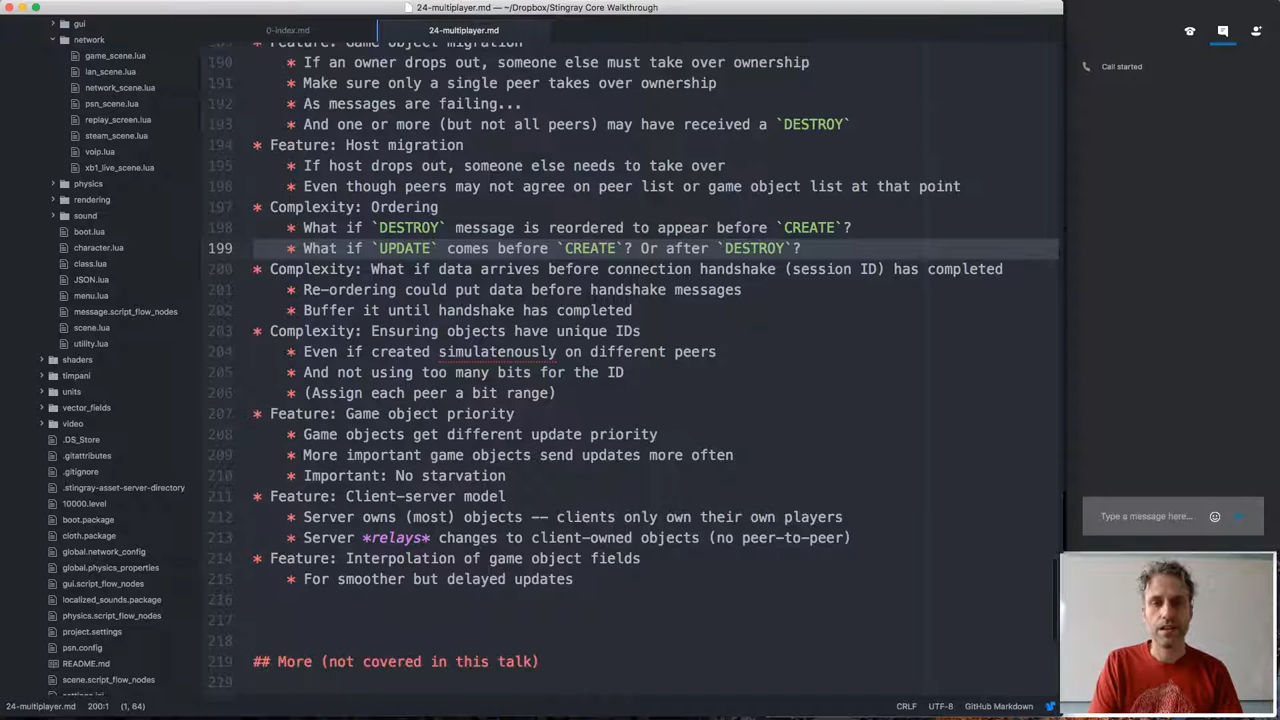 24-multiplayer.md — ~/Dropbox/Stingray Core Walkthrough
0-index.md
24-multiplayer.md
gui
network
game_scene.lua
lan_scene.lua
network_scene.lua
psn_scene.lua
replay_screen.lua
steam_scene.lua
voip.lua
xb1_live_scene.lua
physics
rendering
sound
boot.lua
character.lua
class.lua
JSON.lua
menu.lua
message.script_flow_nodes
scene.lua
utility.lua
shaders
timpani
units
vector_fields
video
.DS_Store
.gitattributes
.gitignore
.stingray-asset-server-directory
10000.level
boot.package
cloth.package
global.network_config
global.physics_properties
gui.script_flow_nodes
localized_sounds.package
physics.script_flow_nodes
project.settings
psn.config
README.md
scene.script_flow_nodes
* Feature: Game object migration
190 * If an owner drops out, someone else must take over ownership
191 * Make sure only a single peer takes over ownership
192 * As messages are failing...
193 * And one or more (but not all peers) may have received a `DESTROY`
194 * Feature: Host migration
195 * If host drops out, someone else needs to take over
198 * Even though peers may not agree on peer list or game object list at that point
197 * Complexity: Ordering
198 * What if `DESTROY` message is reordered to appear before `CREATE`?
199 * What if `UPDATE` comes before `CREATE`? Or after `DESTROY`?
200 * Complexity: What if data arrives before connection handshake (session ID) has completed
201 * Re-ordering could put data before handshake messages
202 * Buffer it until handshake has completed
203 * Complexity: Ensuring objects have unique IDs
204 * Even if created simulatenously on different peers
205 * And not using too many bits for the ID
206 * (Assign each peer a bit range)
207 * Feature: Game object priority
208 * Game objects get different update priority
209 * More important game objects send updates more often
210 * Important: No starvation
211 * Feature: Client-server model
212 * Server owns (most) objects -- clients only own their own players
213 * Server *relays* changes to client-owned objects (no peer-to-peer)
214 * Feature: Interpolation of game object fields
215 * For smoother but delayed updates
216
217
218
219 ## More (not covered in this talk)
229
Call started
Type a message here...
24-multiplayer.md 200:1 (1, 64)
CRLF UTF-8 GitHub Markdown